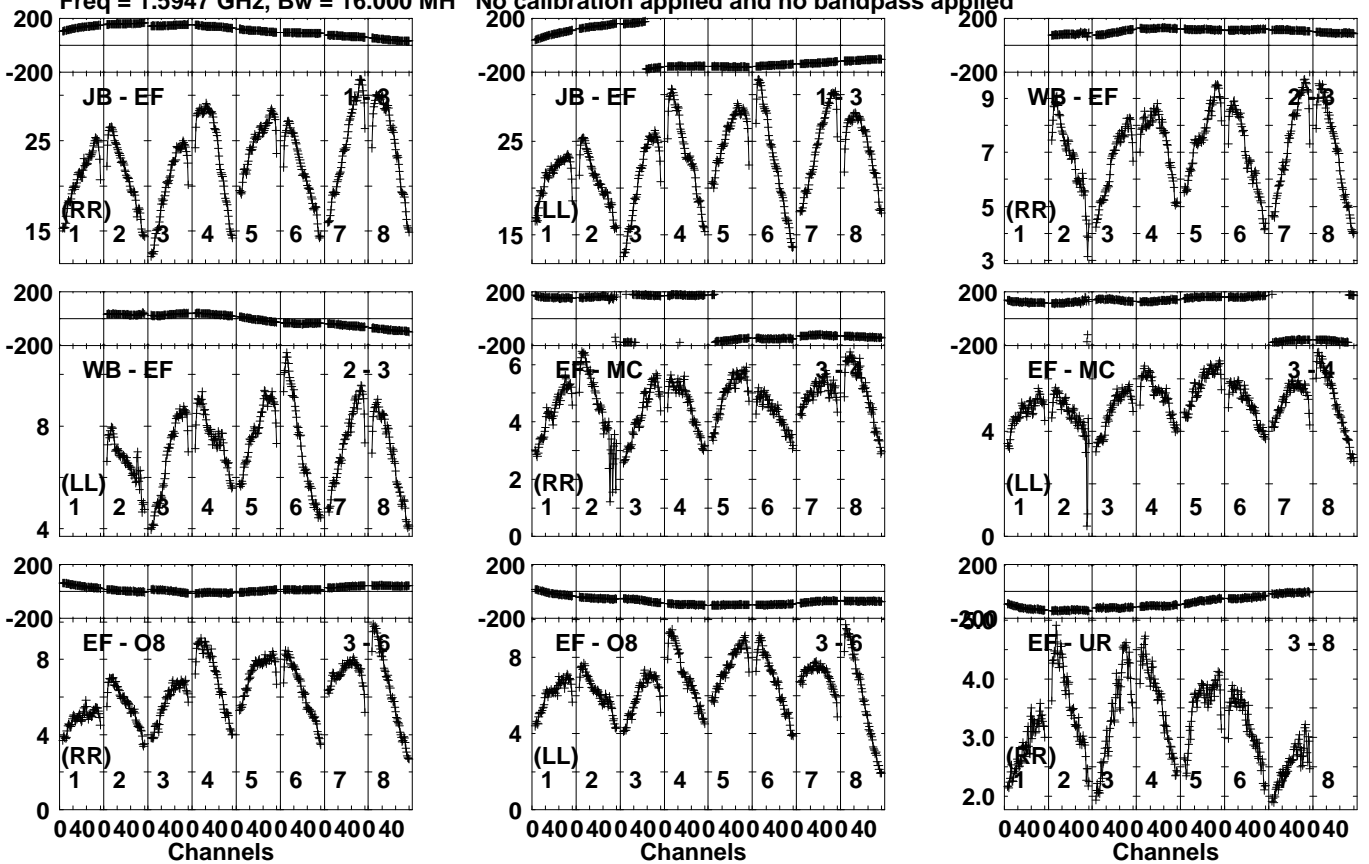 Freq = 1.5947 GHz, Bw = 16.000 MH No calibration applied and no bandpass applied
200
-200
JB - EF 1 - 3
25
15
(RR)
1 2 3 4 5 6 7 8
200
-200
JB - EF 1 - 3
25
15
(LL)
1 2 3 4 5 6 7 8
200
-200
WB - EF 2 - 3
9
7
5
3
(RR)
1 2 3 4 5 6 7 8
200
-200
WB - EF 2 - 3
8
4
(LL)
1 2 3 4 5 6 7 8
200
-200
EF - MC 3 - 4
6
4
2
0
(RR)
1 2 3 4 5 6 7 8
200
-200
EF - MC 3 - 4
4
0
(LL)
1 2 3 4 5 6 7 8
200
-200
EF - O8 3 - 6
8
4
0
(RR)
1 2 3 4 5 6 7 8
0 40 0 40 0 40 0 40 0 40 0 40 0 40 0 40
Channels
200
-200
EF - O8 3 - 6
8
4
0
(LL)
1 2 3 4 5 6 7 8
0 40 0 40 0 40 0 40 0 40 0 40 0 40 0 40
Channels
200
-200
5.0
EF - UR 3 - 8
4.0
3.0
2.0
(RR)
1 2 3 4 5 6 7 8
0 40 0 40 0 40 0 40 0 40 0 40 0 40 0 40
Channels